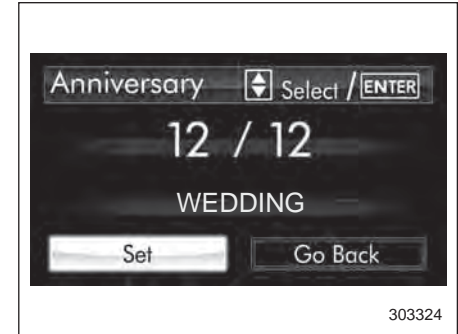 Anniversary Select / ENTER
12 / 12
WEDDING
Set Go Back
303324